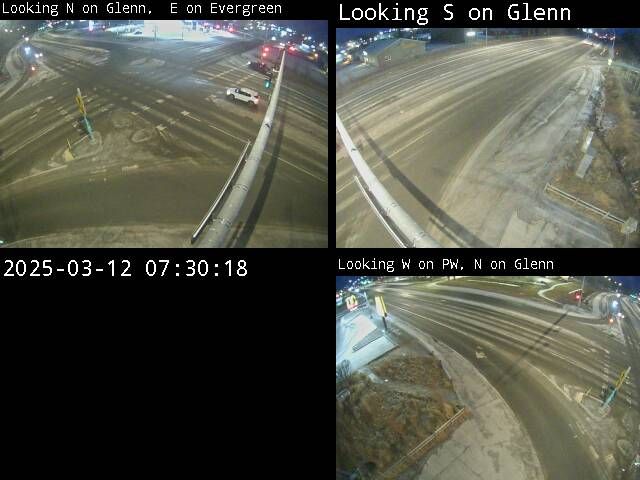 Looking N on Glenn,  E on Evergreen
Looking S on Glenn
2025-03-12 07:30:18
Looking W on PW, N on Glenn